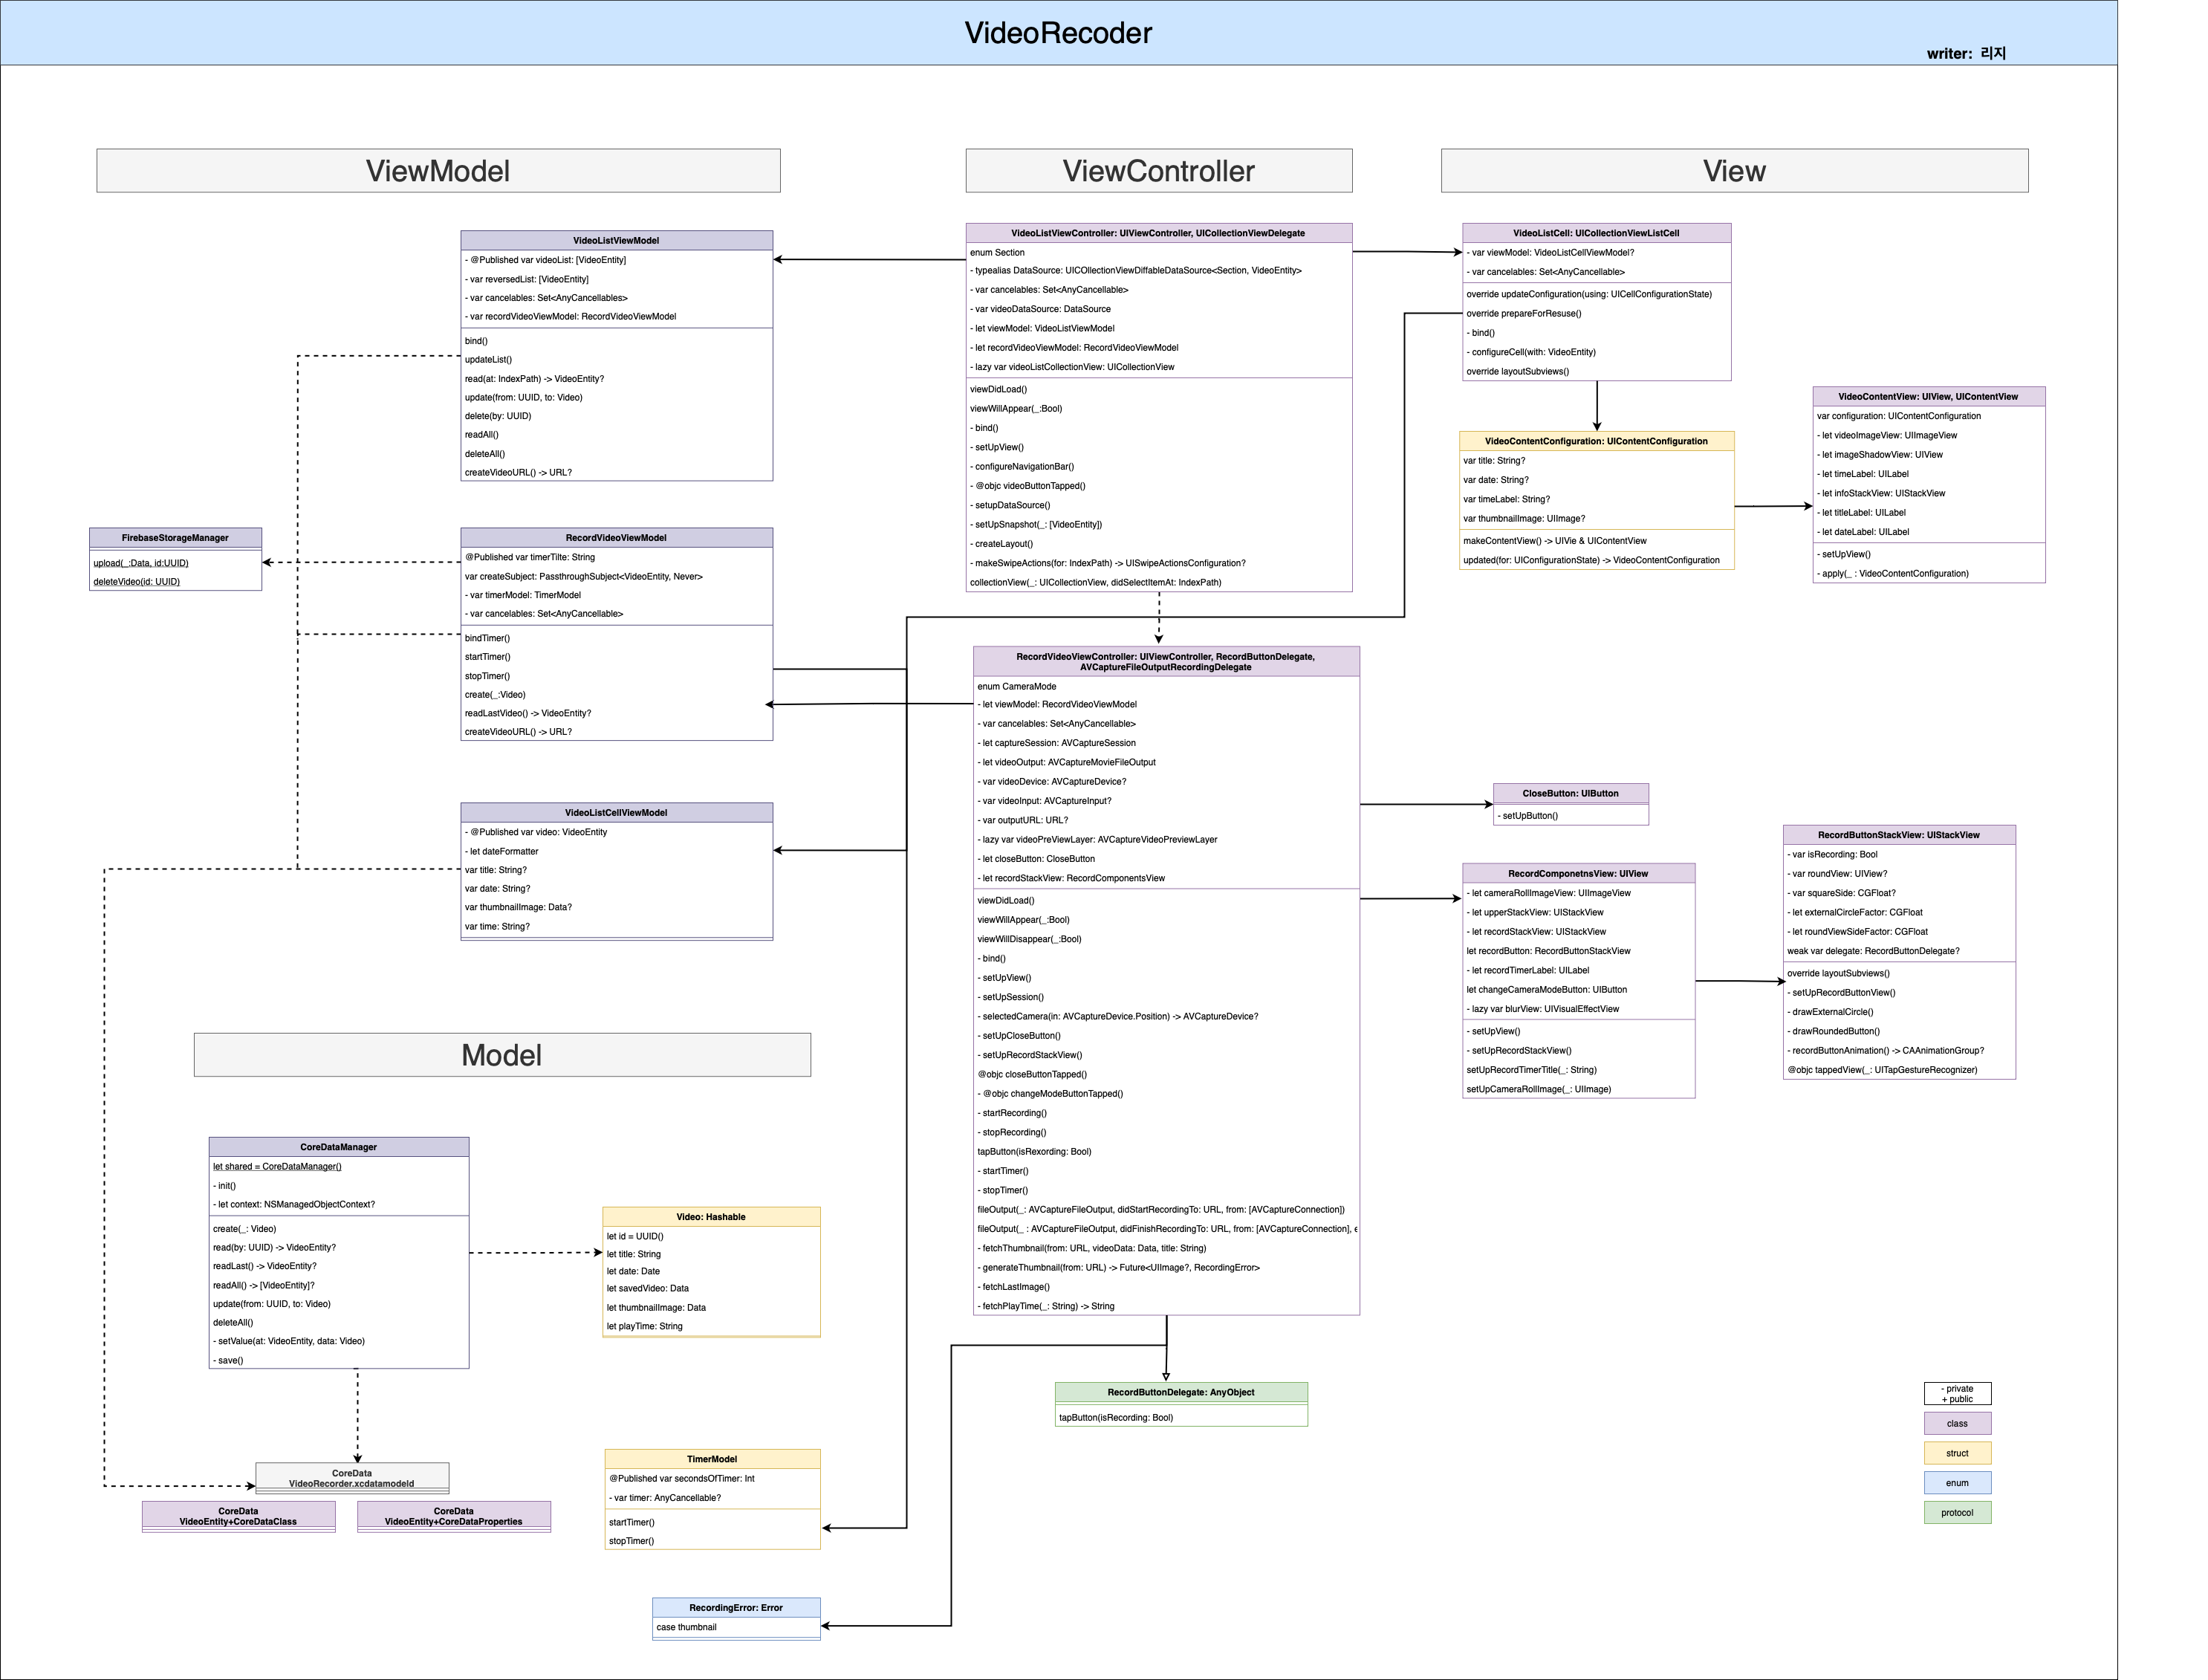 VideoRecoder
writer: 리지
ViewModel
ViewController
View
VideoListViewModel
- @Published var videoList: [VideoEntity]
- var reversedList: [VideoEntity]
- var cancelables: Set<AnyCancellables>
- var recordVideoViewModel: RecordVideoViewModel
bind()
updateList()
read(at: IndexPath) -> VideoEntity?
update(from: UUID, to: Video)
delete(by: UUID)
readAll()
deleteAll()
createVideoURL() -> URL?
FirebaseStorageManager
upload(_:Data, id:UUID)
deleteVideo(id: UUID)
RecordVideoViewModel
@Published var timerTilte: String
var createSubject: PassthroughSubject<VideoEntity, Never>
- var timerModel: TimerModel
- var cancelables: Set<AnyCancellable>
bindTimer()
startTimer()
stopTimer()
create(_:Video)
readLastVideo() -> VideoEntity?
createVideoURL() -> URL?
VideoListCellViewModel
- @Published var video: VideoEntity
- let dateFormatter
var title: String?
var date: String?
var thumbnailImage: Data?
var time: String?
VideoListViewController: UIViewController, UICollectionViewDelegate
enum Section
- typealias DataSource: UICOllectionViewDiffableDataSource<Section, VideoEntity>
- var cancelables: Set<AnyCancellable>
- var videoDataSource: DataSource
- let viewModel: VideoListViewModel
- let recordVideoViewModel: RecordVideoViewModel
- lazy var videoListCollectionView: UICollectionView
viewDidLoad()
viewWillAppear(_:Bool)
- bind()
- setUpView()
- configureNavigationBar()
- @objc videoButtonTapped()
- setupDataSource()
- setUpSnapshot(_: [VideoEntity])
- createLayout()
- makeSwipeActions(for: IndexPath) -> UISwipeActionsConfiguration?
collectionView(_: UICollectionView, didSelectItemAt: IndexPath)
RecordVideoViewController: UIViewController, RecordButtonDelegate,
AVCaptureFileOutputRecordingDelegate
enum CameraMode
- let viewModel: RecordVideoViewModel
- var cancelables: Set<AnyCancellable>
- let captureSession: AVCaptureSession
- let videoOutput: AVCaptureMovieFileOutput
- var videoDevice: AVCaptureDevice?
- var videoInput: AVCaptureInput?
- var outputURL: URL?
- lazy var videoPreViewLayer: AVCaptureVideoPreviewLayer
- let closeButton: CloseButton
- let recordStackView: RecordComponentsView
viewDidLoad()
viewWillAppear(_:Bool)
viewWillDisappear(_:Bool)
- bind()
- setUpView()
- setUpSession()
- selectedCamera(in: AVCaptureDevice.Position) -> AVCaptureDevice?
- setUpCloseButton()
- setUpRecordStackView()
@objc closeButtonTapped()
- @objc changeModeButtonTapped()
- startRecording()
- stopRecording()
tapButton(isRexording: Bool)
- startTimer()
- stopTimer()
fileOutput(_: AVCaptureFileOutput, didStartRecordingTo: URL, from: [AVCaptureConnection])
fileOutput(_ : AVCaptureFileOutput, didFinishRecordingTo: URL, from: [AVCaptureConnection], e
- fetchThumbnail(from: URL, videoData: Data, title: String)
- generateThumbnail(from: URL) -> Future<UIImage?, RecordingError>
- fetchLastImage()
- fetchPlayTime(_: String) -> String
RecordButtonDelegate: AnyObject
tapButton(isRecording: Bool)
VideoListCell: UICollectionViewListCell
- var viewModel: VideoListCellViewModel?
- var cancelables: Set<AnyCancellable>
override updateConfiguration(using: UICellConfigurationState)
override prepareForResuse()
- bind()
- configureCell(with: VideoEntity)
override layoutSubviews()
VideoContentConfiguration: UIContentConfiguration
var title: String?
var date: String?
var timeLabel: String?
var thumbnailImage: UIImage?
makeContentView() -> UIVie & UIContentView
updated(for: UIConfigurationState) -> VideoContentConfiguration
VideoContentView: UIView, UIContentView
var configuration: UIContentConfiguration
- let videoImageView: UIImageView
- let imageShadowView: UIView
- let timeLabel: UILabel
- let infoStackView: UIStackView
- let titleLabel: UILabel
- let dateLabel: UILabel
- setUpView()
- apply(_ : VideoContentConfiguration)
CloseButton: UIButton
- setUpButton()
RecordComponetnsView: UIView
- let cameraRollImageView: UIImageView
- let upperStackView: UIStackView
- let recordStackView: UIStackView
let recordButton: RecordButtonStackView
- let recordTimerLabel: UILabel
let changeCameraModeButton: UIButton
- lazy var blurView: UIVisualEffectView
- setUpView()
- setUpRecordStackView()
setUpRecordTimerTitle(_: String)
setUpCameraRollImage(_: UIImage)
RecordButtonStackView: UIStackView
- var isRecording: Bool
- var roundView: UIView?
- var squareSide: CGFloat?
- let externalCircleFactor: CGFloat
- let roundViewSideFactor: CGFloat
weak var delegate: RecordButtonDelegate?
override layoutSubviews()
- setUpRecordButtonView()
- drawExternalCircle()
- drawRoundedButton()
- recordButtonAnimation() -> CAAnimationGroup?
@objc tappedView(_: UITapGestureRecognizer)
Model
CoreDataManager
let shared = CoreDataManager()
- init()
- let context: NSManagedObjectContext?
create(_: Video)
read(by: UUID) -> VideoEntity?
readLast() -> VideoEntity?
readAll() -> [VideoEntity]?
update(from: UUID, to: Video)
deleteAll()
- setValue(at: VideoEntity, data: Video)
- save()
Video: Hashable
let id = UUID()
let title: String
let date: Date
let savedVideo: Data
let thumbnailImage: Data
let playTime: String
CoreData
VideoRecorder.xcdatamodeld
CoreData
VideoEntity+CoreDataClass
CoreData
VideoEntity+CoreDataProperties
TimerModel
@Published var secondsOfTimer: Int
- var timer: AnyCancellable?
startTimer()
stopTimer()
RecordingError: Error
case thumbnail
- private
+ public
class
struct
enum
protocol